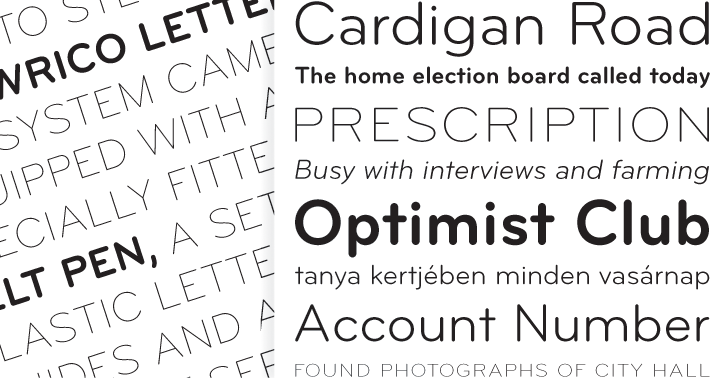 TO STE
WRICO LETTE
SYSTEM CAME
UIPPED WITH A
ECIALLY FITTE
ELT PEN, A SET
LASTIC LETTE
UIDES AND A
Cardigan Road
The home election board called today
PRESCRIPTION
Busy with interviews and farming
Optimist Club
tanya kertjében minden vasárnap
Account Number
FOUND PHOTOGRAPHS OF CITY HALL